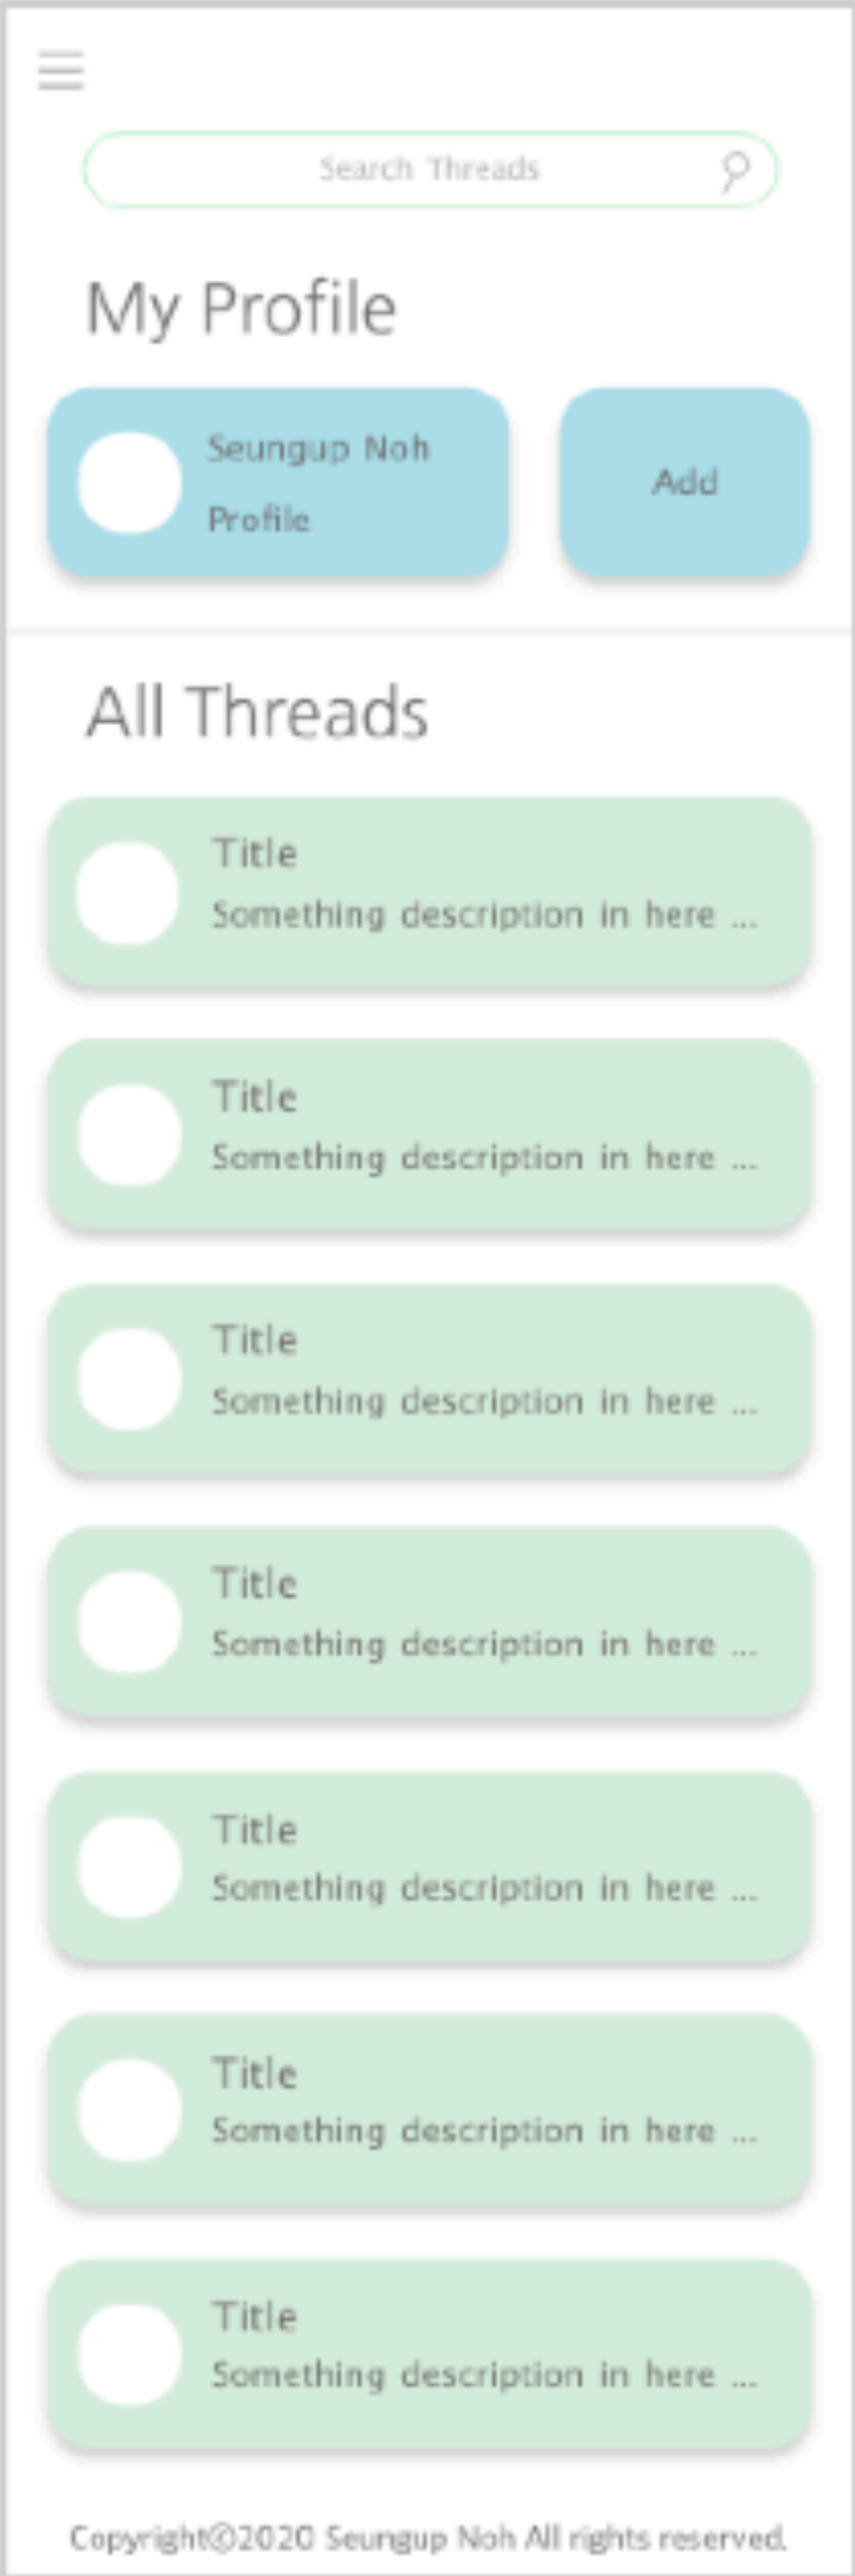 Search Threads
My Profile
Seungup Noh
Profile
Add
All Threads
Title
Something description in here ...
Title
Something description in here ...
Title
Something description in here ...
Title
Something description in here ...
Title
Something description in here ...
Title
Something description in here ...
Title
Something description in here ...
Copyright©2020 Seungup Noh All rights reserved.